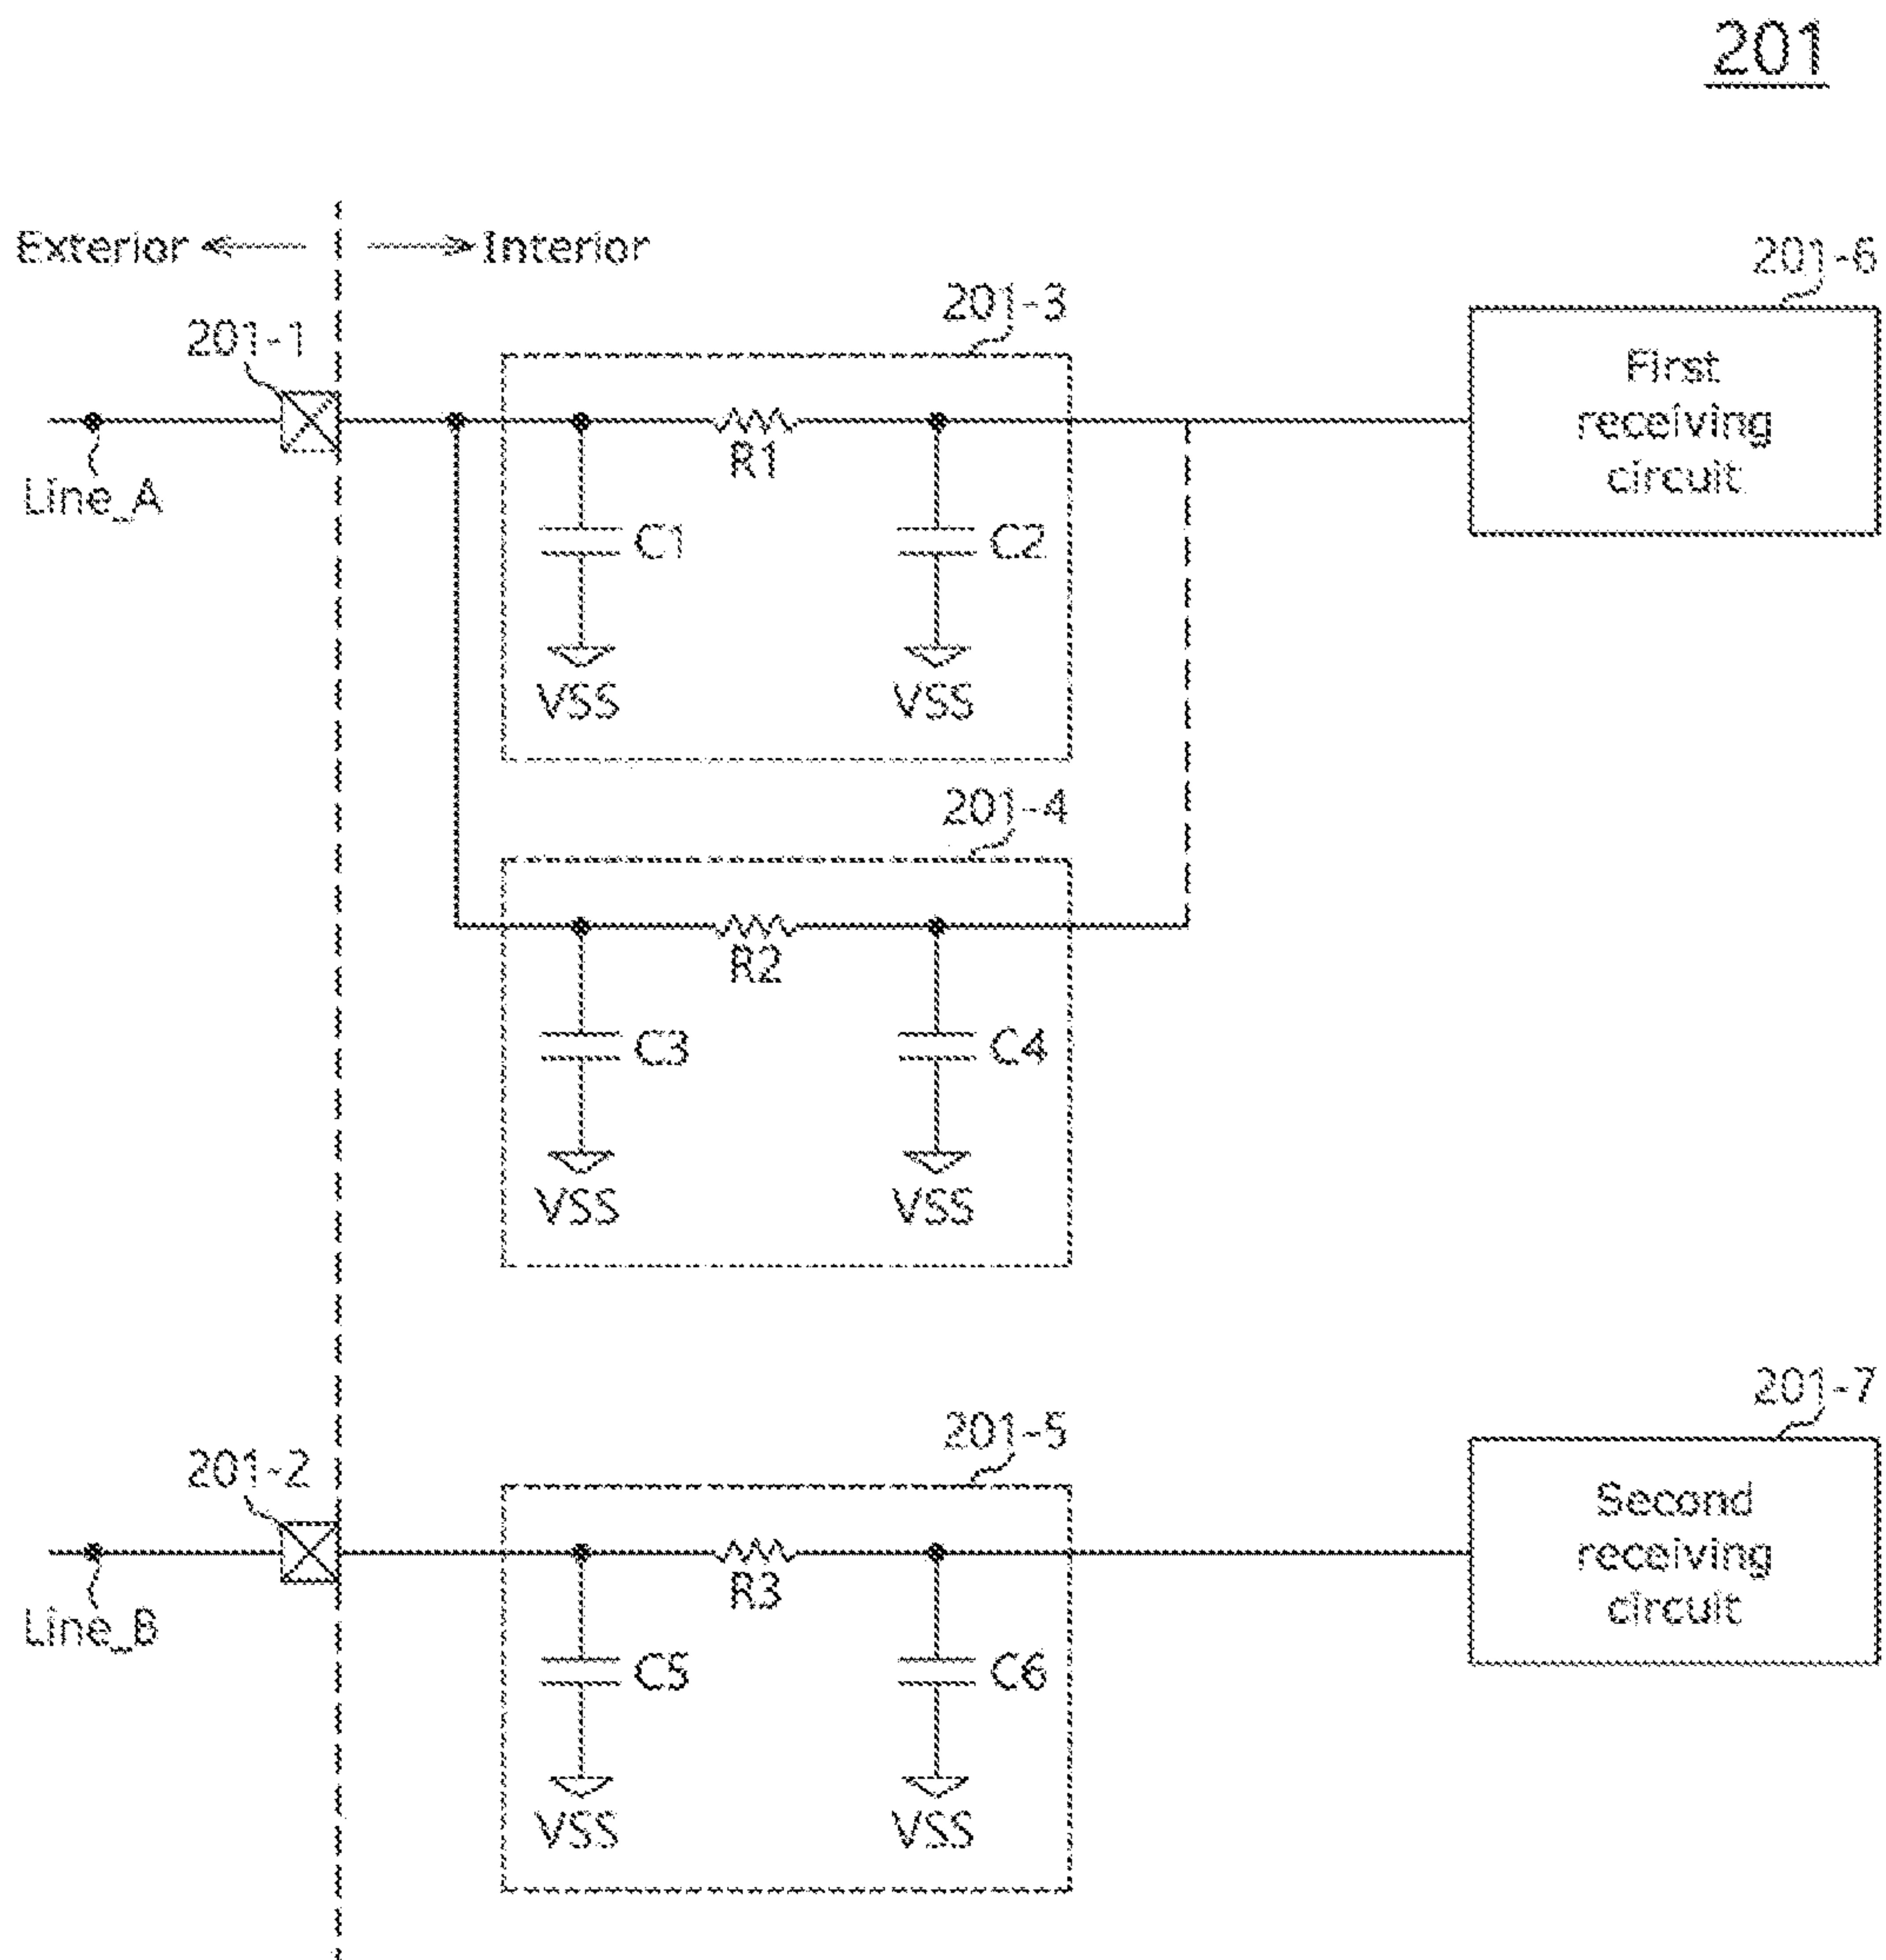 201
Exterior
Interior
201-6
201-3
201-1
First
receiving
circuit
R1
Line_A
C1
C2
VSS
VSS
201-4
R2
C3
C4
VSS
VSS
201-7
201-5
201-2
Second
receiving
circuit
R3
Line_B
C5
C6
VSS
VSS